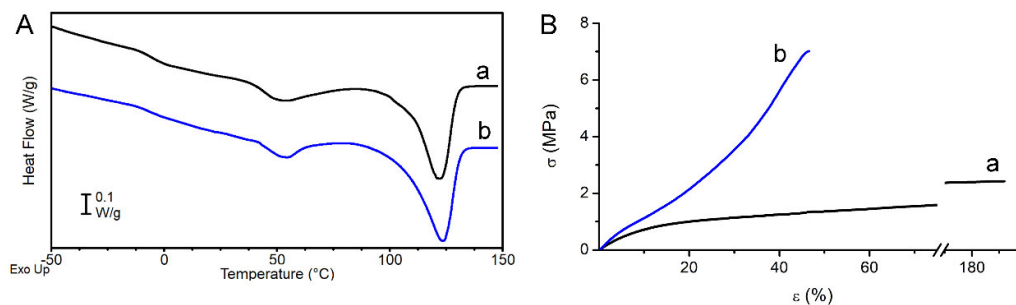 A
Heat Flow (W/g)
a
b
0.1
W/g
-50 0 50 100 150
Exo Up
Temperature (°C)
B
σ (MPa)
8
6
4
2
0
b
a
20 40 60 180
ε (%)